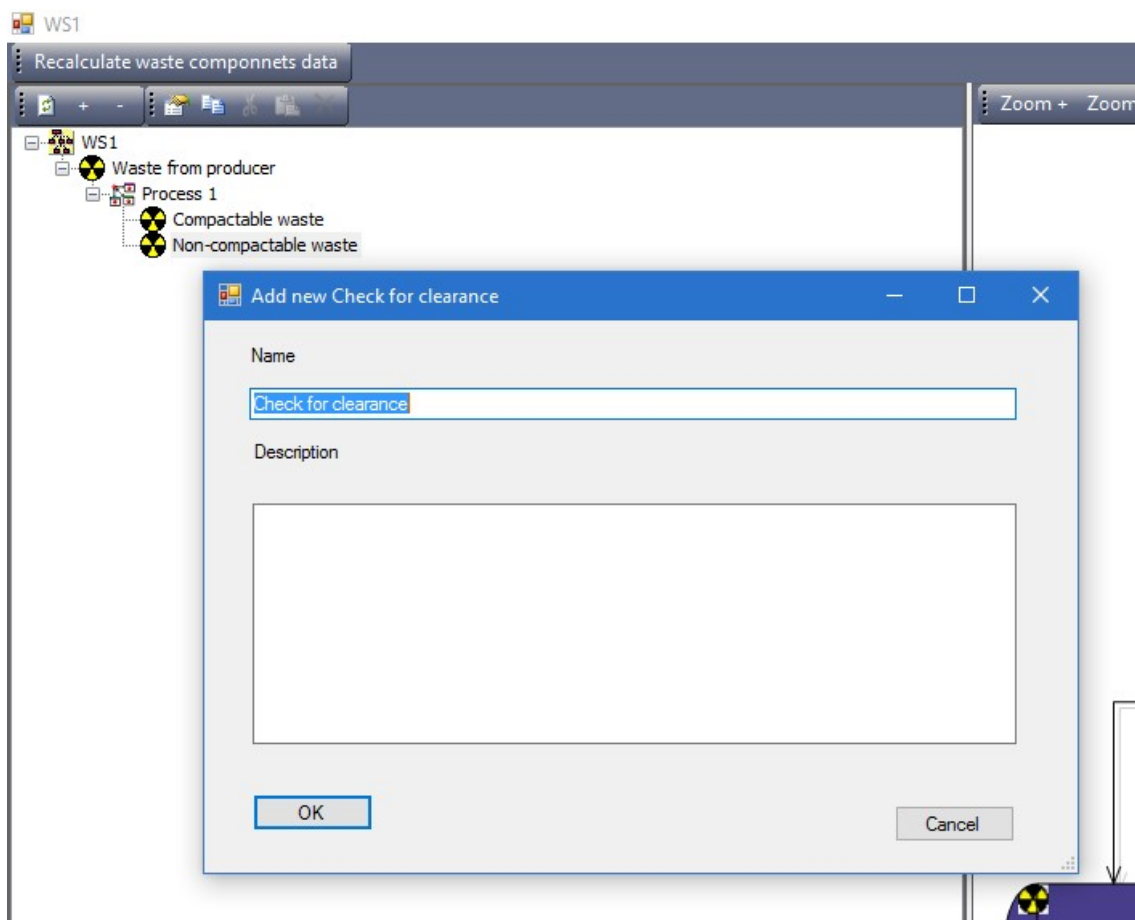 WS1
Recalculate waste componnets data
+ -
Zoom + Zoom
WS1
Waste from producer
Process 1
Compactable waste
Non-compactable waste
Add new Check for clearance
Name
Check for clearance
Description
OK
Cancel